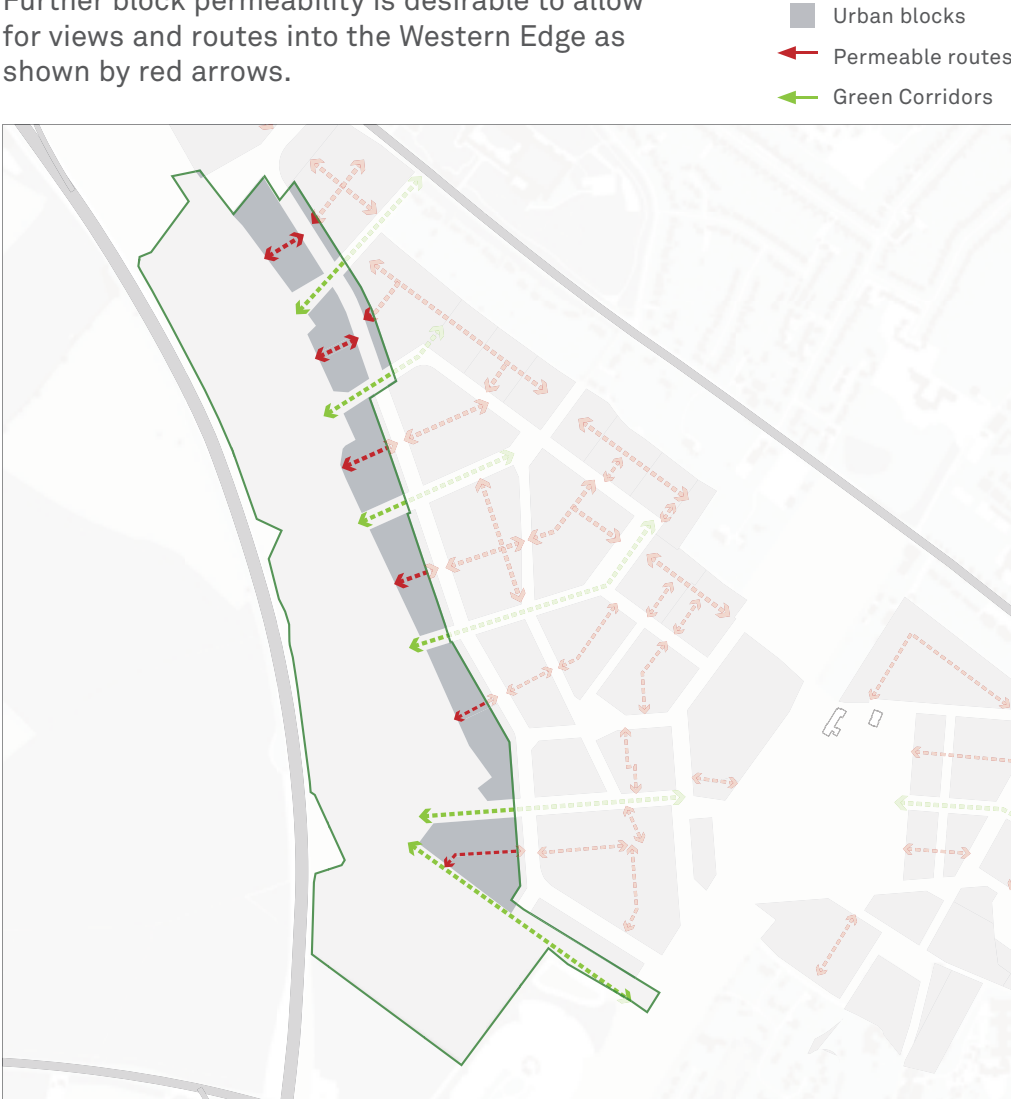 Further block permeability is desirable to allow
for views and routes into the Western Edge as
shown by red arrows.
Urban blocks
Permeable routes
Green Corridors